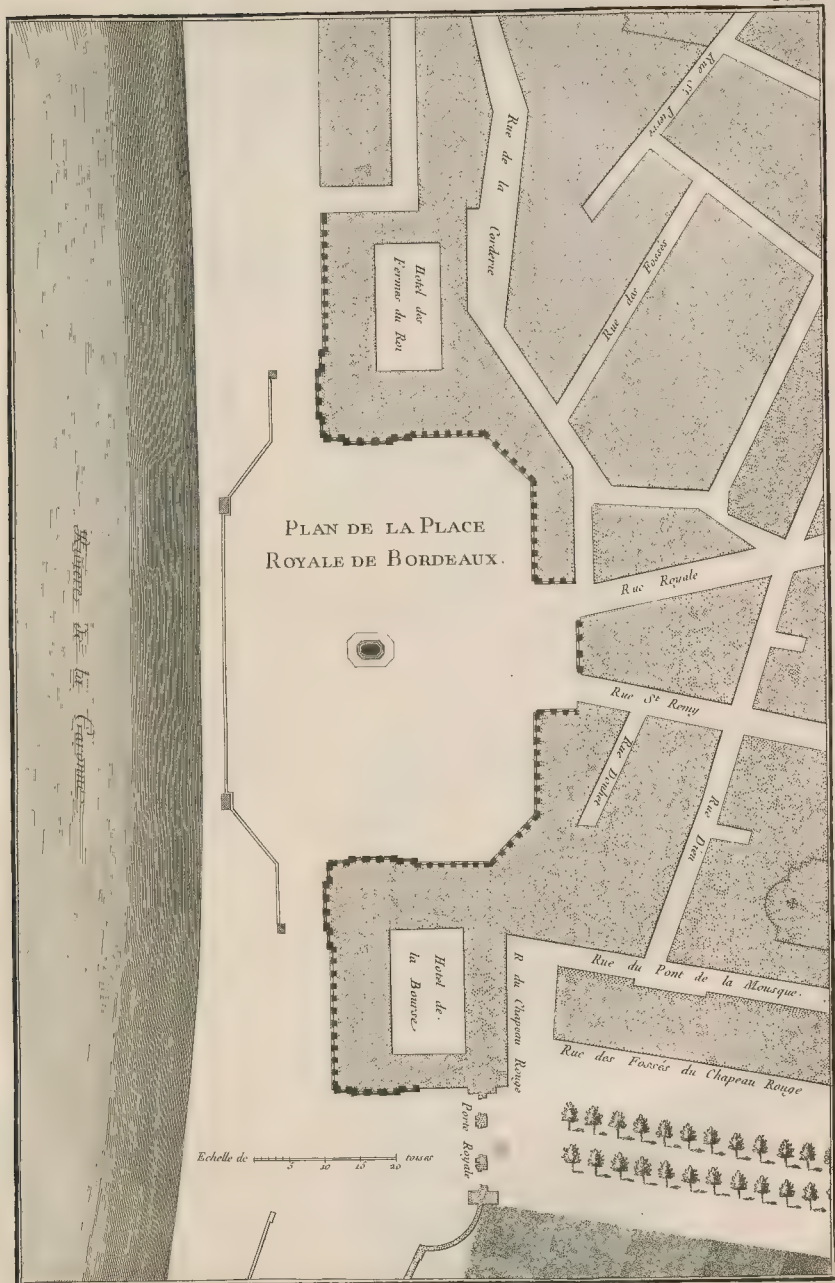 PLAN DE LA PLACE
ROYALE DE BORDEAUX.
Rue St. Pierre
Rue de la Corderie
Hotel des
Fermes du Roi
Rue des Fossés
Rue Royale
Rue St Remy
Rue Douhet
Rue Dieu
Rivierre de la Garonne
Hotel de
la Bourse
Rue du Pont de la Mousque.
R du Chapeau Rouge
Rue des Fossés du Chapeau Rouge
Porte Royale
Echelle de toises
5 10 15 20